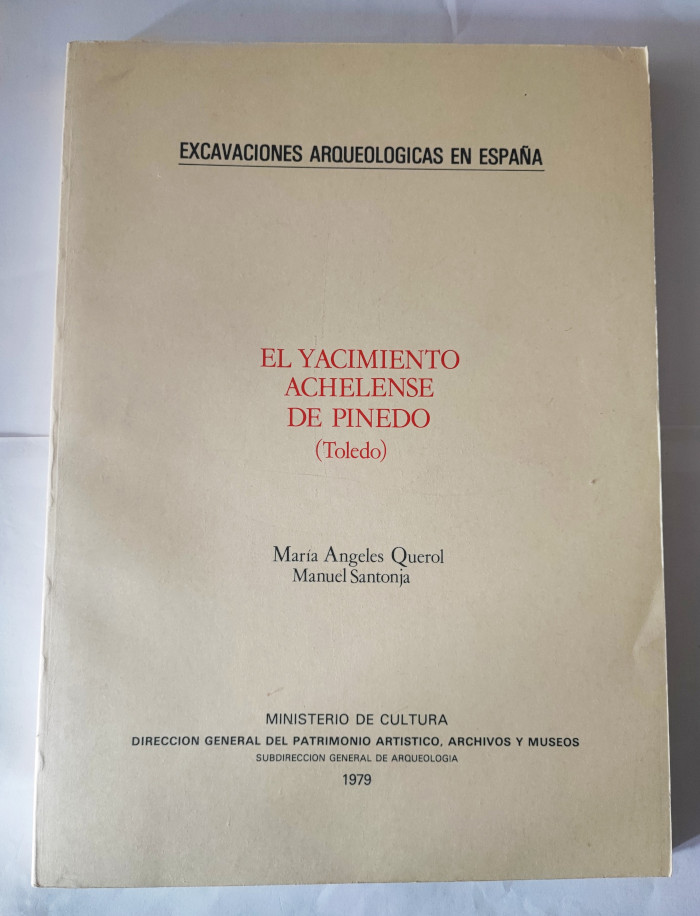 EXCAVACIONES ARQUEOLOGICAS EN ESPAÑA
EL YACIMIENTO
ACHELENSE
DE PINEDO
(Toledo)
María Angeles Querol
Manuel Santonja
MINISTERIO DE CULTURA
DIRECCION GENERAL DEL PATRIMONIO ARTISTICO, ARCHIVOS Y MUSEOS
SUBDIRECCION GENERAL DE ARQUEOLOGIA
1979